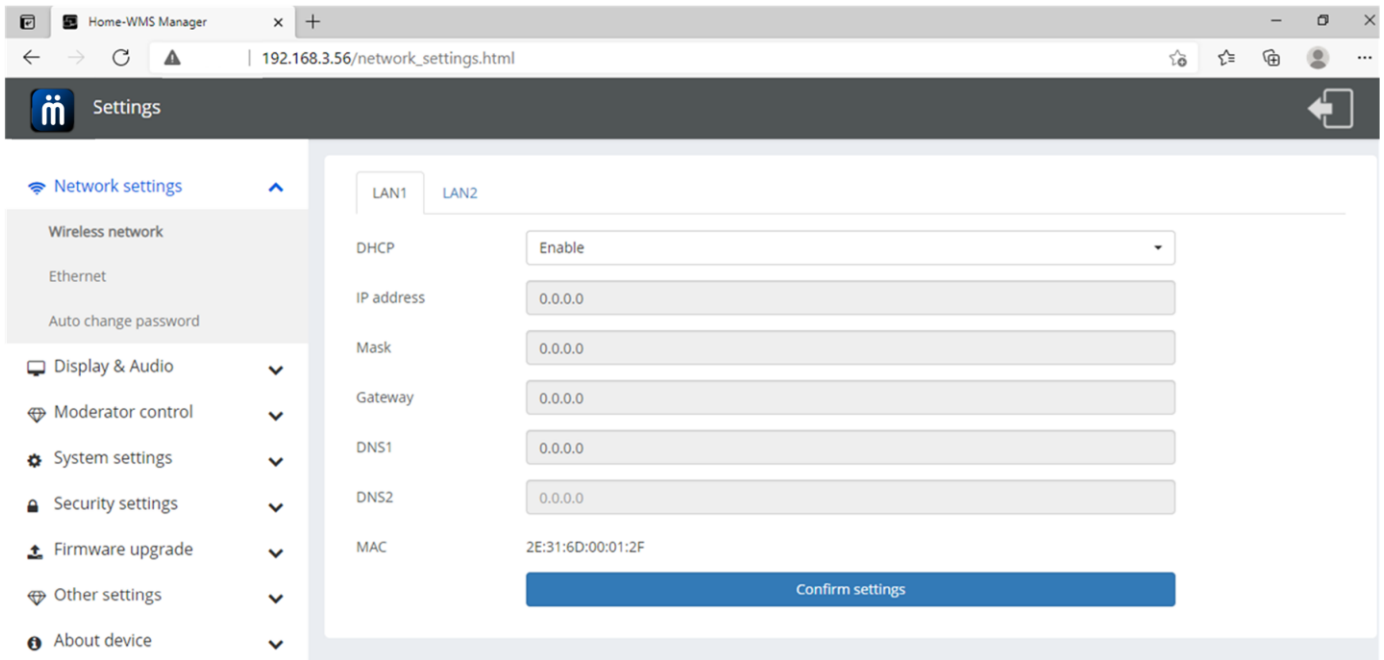 Home-WMS Manager
192.168.3.56/network_settings.html
m̈ Settings
Network settings
Wireless network
Ethernet
Auto change password
Display & Audio
Moderator control
System settings
Security settings
Firmware upgrade
Other settings
About device
LAN1 LAN2
DHCP Enable
IP address 0.0.0.0
Mask 0.0.0.0
Gateway 0.0.0.0
DNS1 0.0.0.0
DNS2 0.0.0.0
MAC 2E:31:6D:00:01:2F
Confirm settings